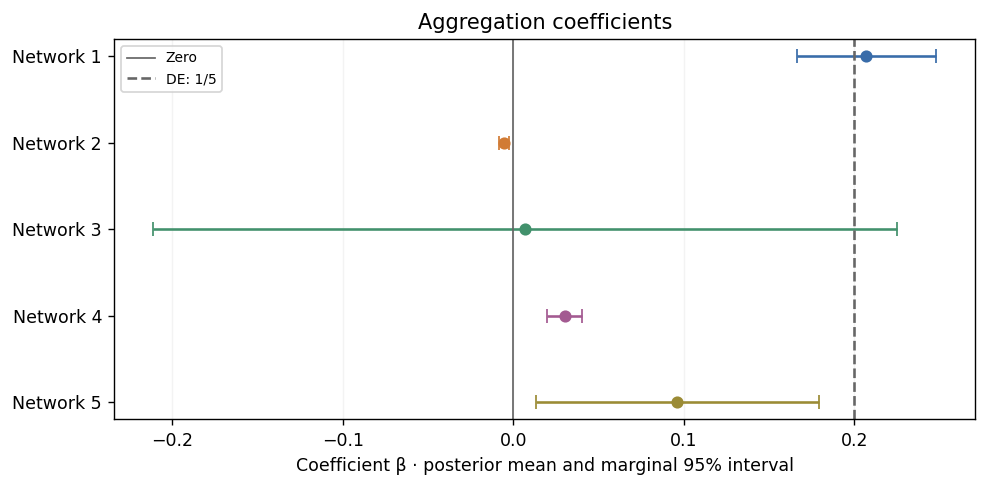 Aggregation coefficients
Network 1
Network 2
Network 3
Network 4
Network 5
Zero
DE: 1/5
−0.2
−0.1
0.0
0.1
0.2
Coefficient β · posterior mean and marginal 95% interval